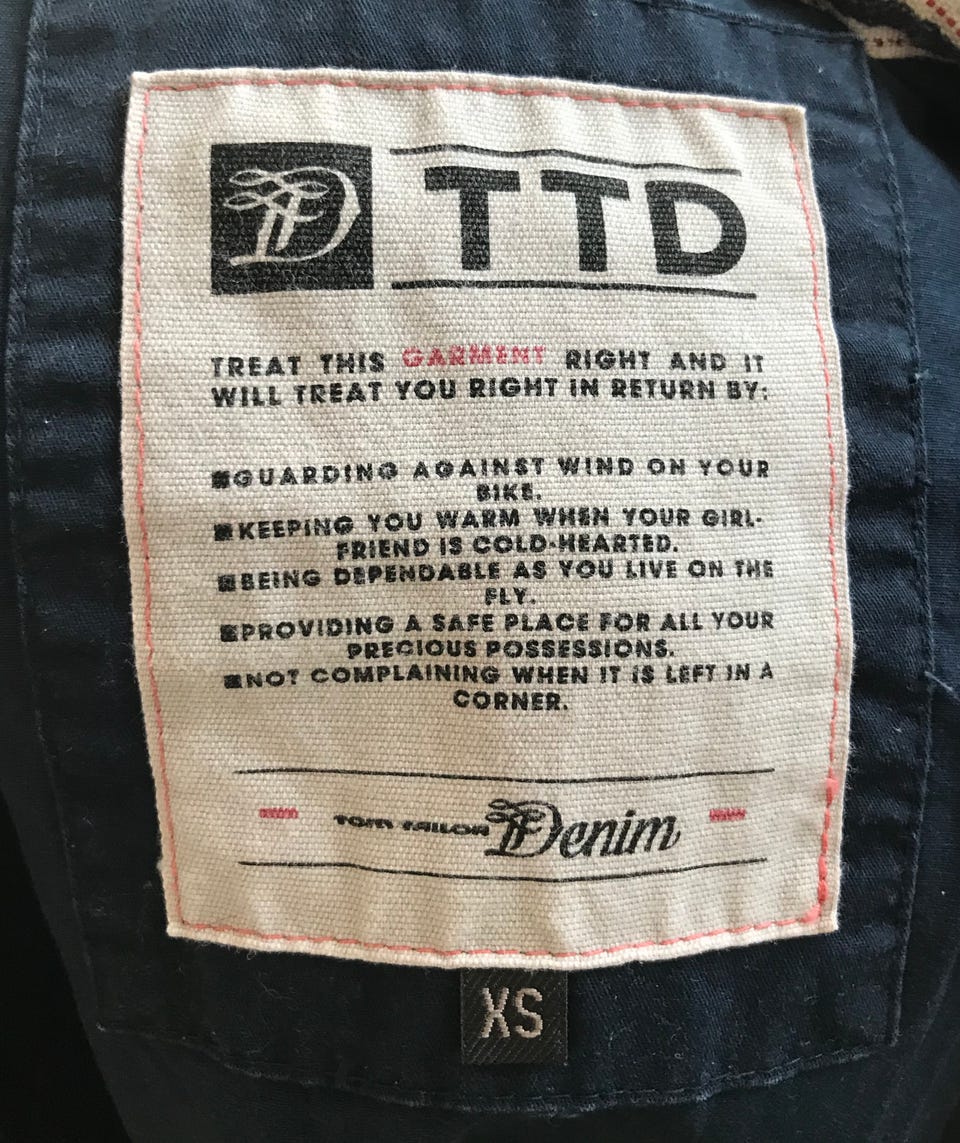 D TTD
TREAT THIS GARMENT RIGHT AND IT
WILL TREAT YOU RIGHT IN RETURN BY:
■GUARDING AGAINST WIND ON YOUR
BIKE.
■KEEPING YOU WARM WHEN YOUR GIRL-
FRIEND IS COLD-HEARTED.
■BEING DEPENDABLE AS YOU LIVE ON THE
FLY.
■PROVIDING A SAFE PLACE FOR ALL YOUR
PRECIOUS POSSESSIONS.
■NOT COMPLAINING WHEN IT IS LEFT IN A
CORNER.
TOM TAILOR Denim
XS